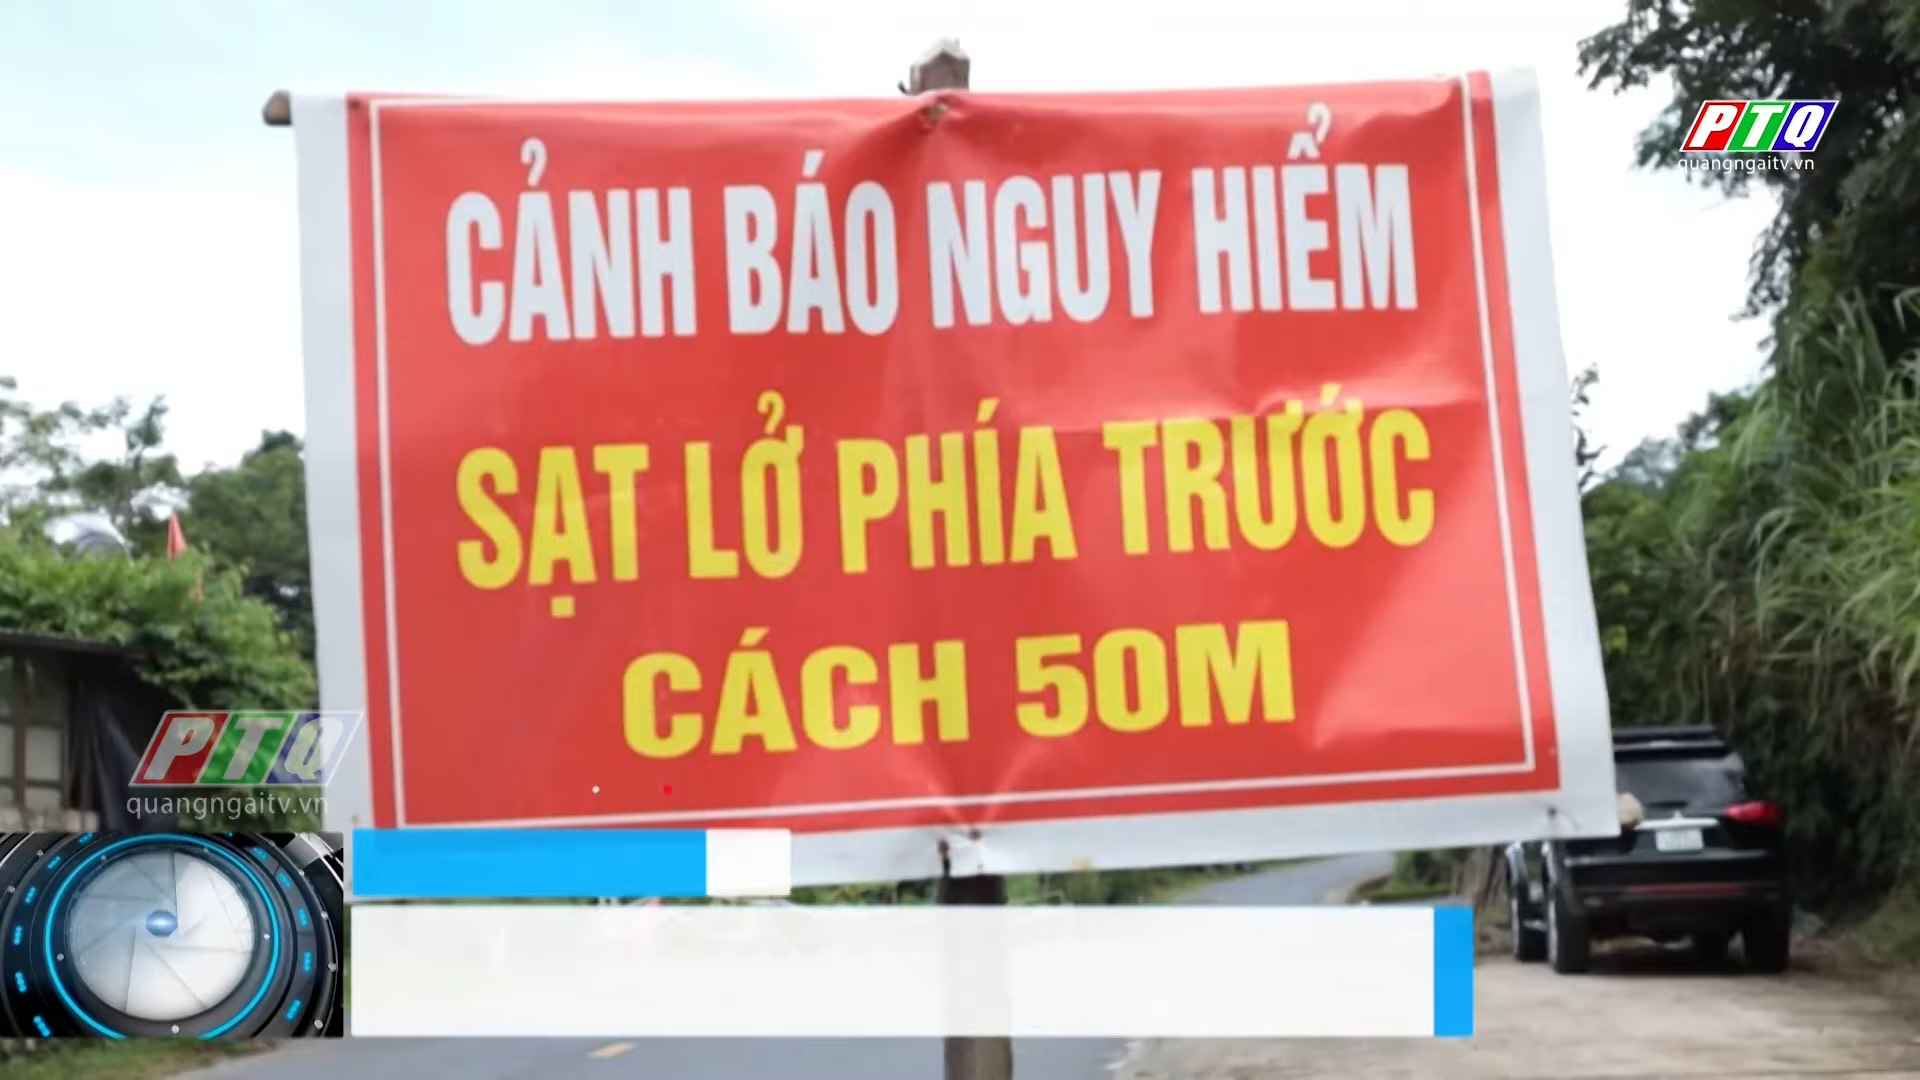 CẢNH BÁO NGUY HIỂM
SẠT LỞ PHÍA TRƯỚC
CÁCH 50M
PTQ
quangngaitv.vn
PTQ
quangngaitv.vn